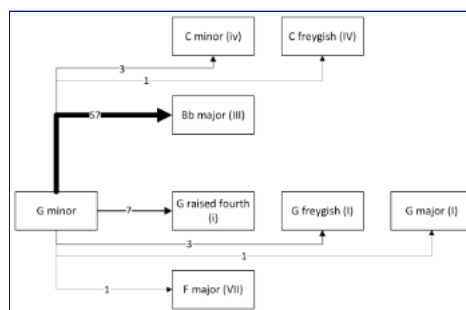 C minor (iv)
C freygish (IV)
3
1
57
Bb major (III)
G minor
7
G raised fourth
(i)
G freygish (I)
G major (I)
3
1
1
F major (VII)